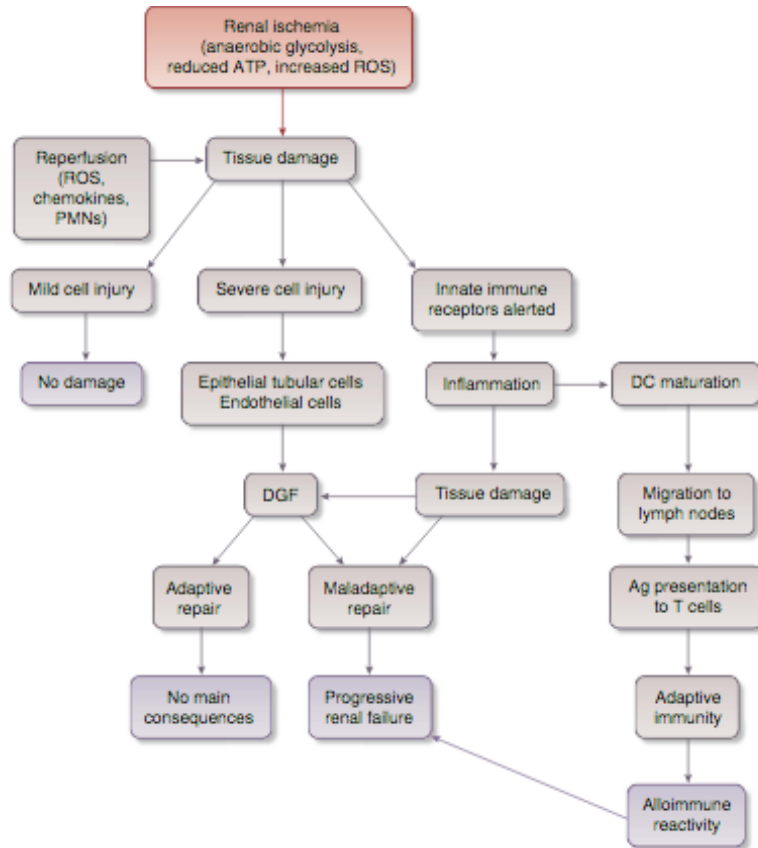 Renal ischemia
(anaerobic glycolysis,
reduced ATP, increased ROS)
Reperfusion
(ROS,
chemokines,
PMNs)
Tissue damage
Mild cell injury
Severe cell injury
Innate immune
receptors alerted
No damage
Epithelial tubular cells
Endothelial cells
Inflammation
DC maturation
DGF
Tissue damage
Migration to
lymph nodes
Adaptive
repair
Maladaptive
repair
Ag presentation
to T cells
No main
consequences
Progressive
renal failure
Adaptive
immunity
Alloimmune
reactivity